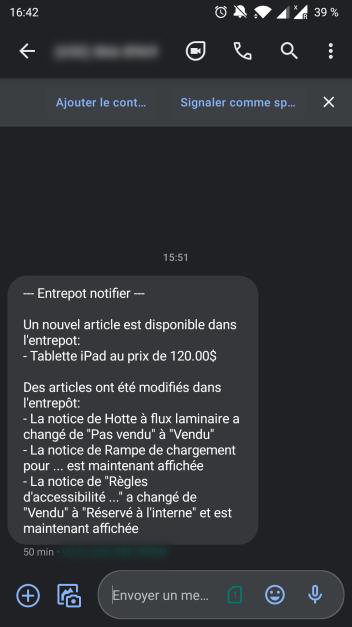 16:42
39 %
Ajouter le cont...
Signaler comme sp...
15:51
--- Entrepot notifier ---
Un nouvel article est disponible dans
l'entrepot:
- Tablette iPad au prix de 120.00$
Des articles ont été modifiés dans
l'entrepôt:
- La notice de Hotte à flux laminaire a
changé de "Pas vendu" à "Vendu"
- La notice de Rampe de chargement
pour ... est maintenant affichée
- La notice de "Règles
d'accessibilité ..." a changé de
"Vendu" à "Réservé à l'interne" et est
maintenant affichée
50 min •
Envoyer un me...
1